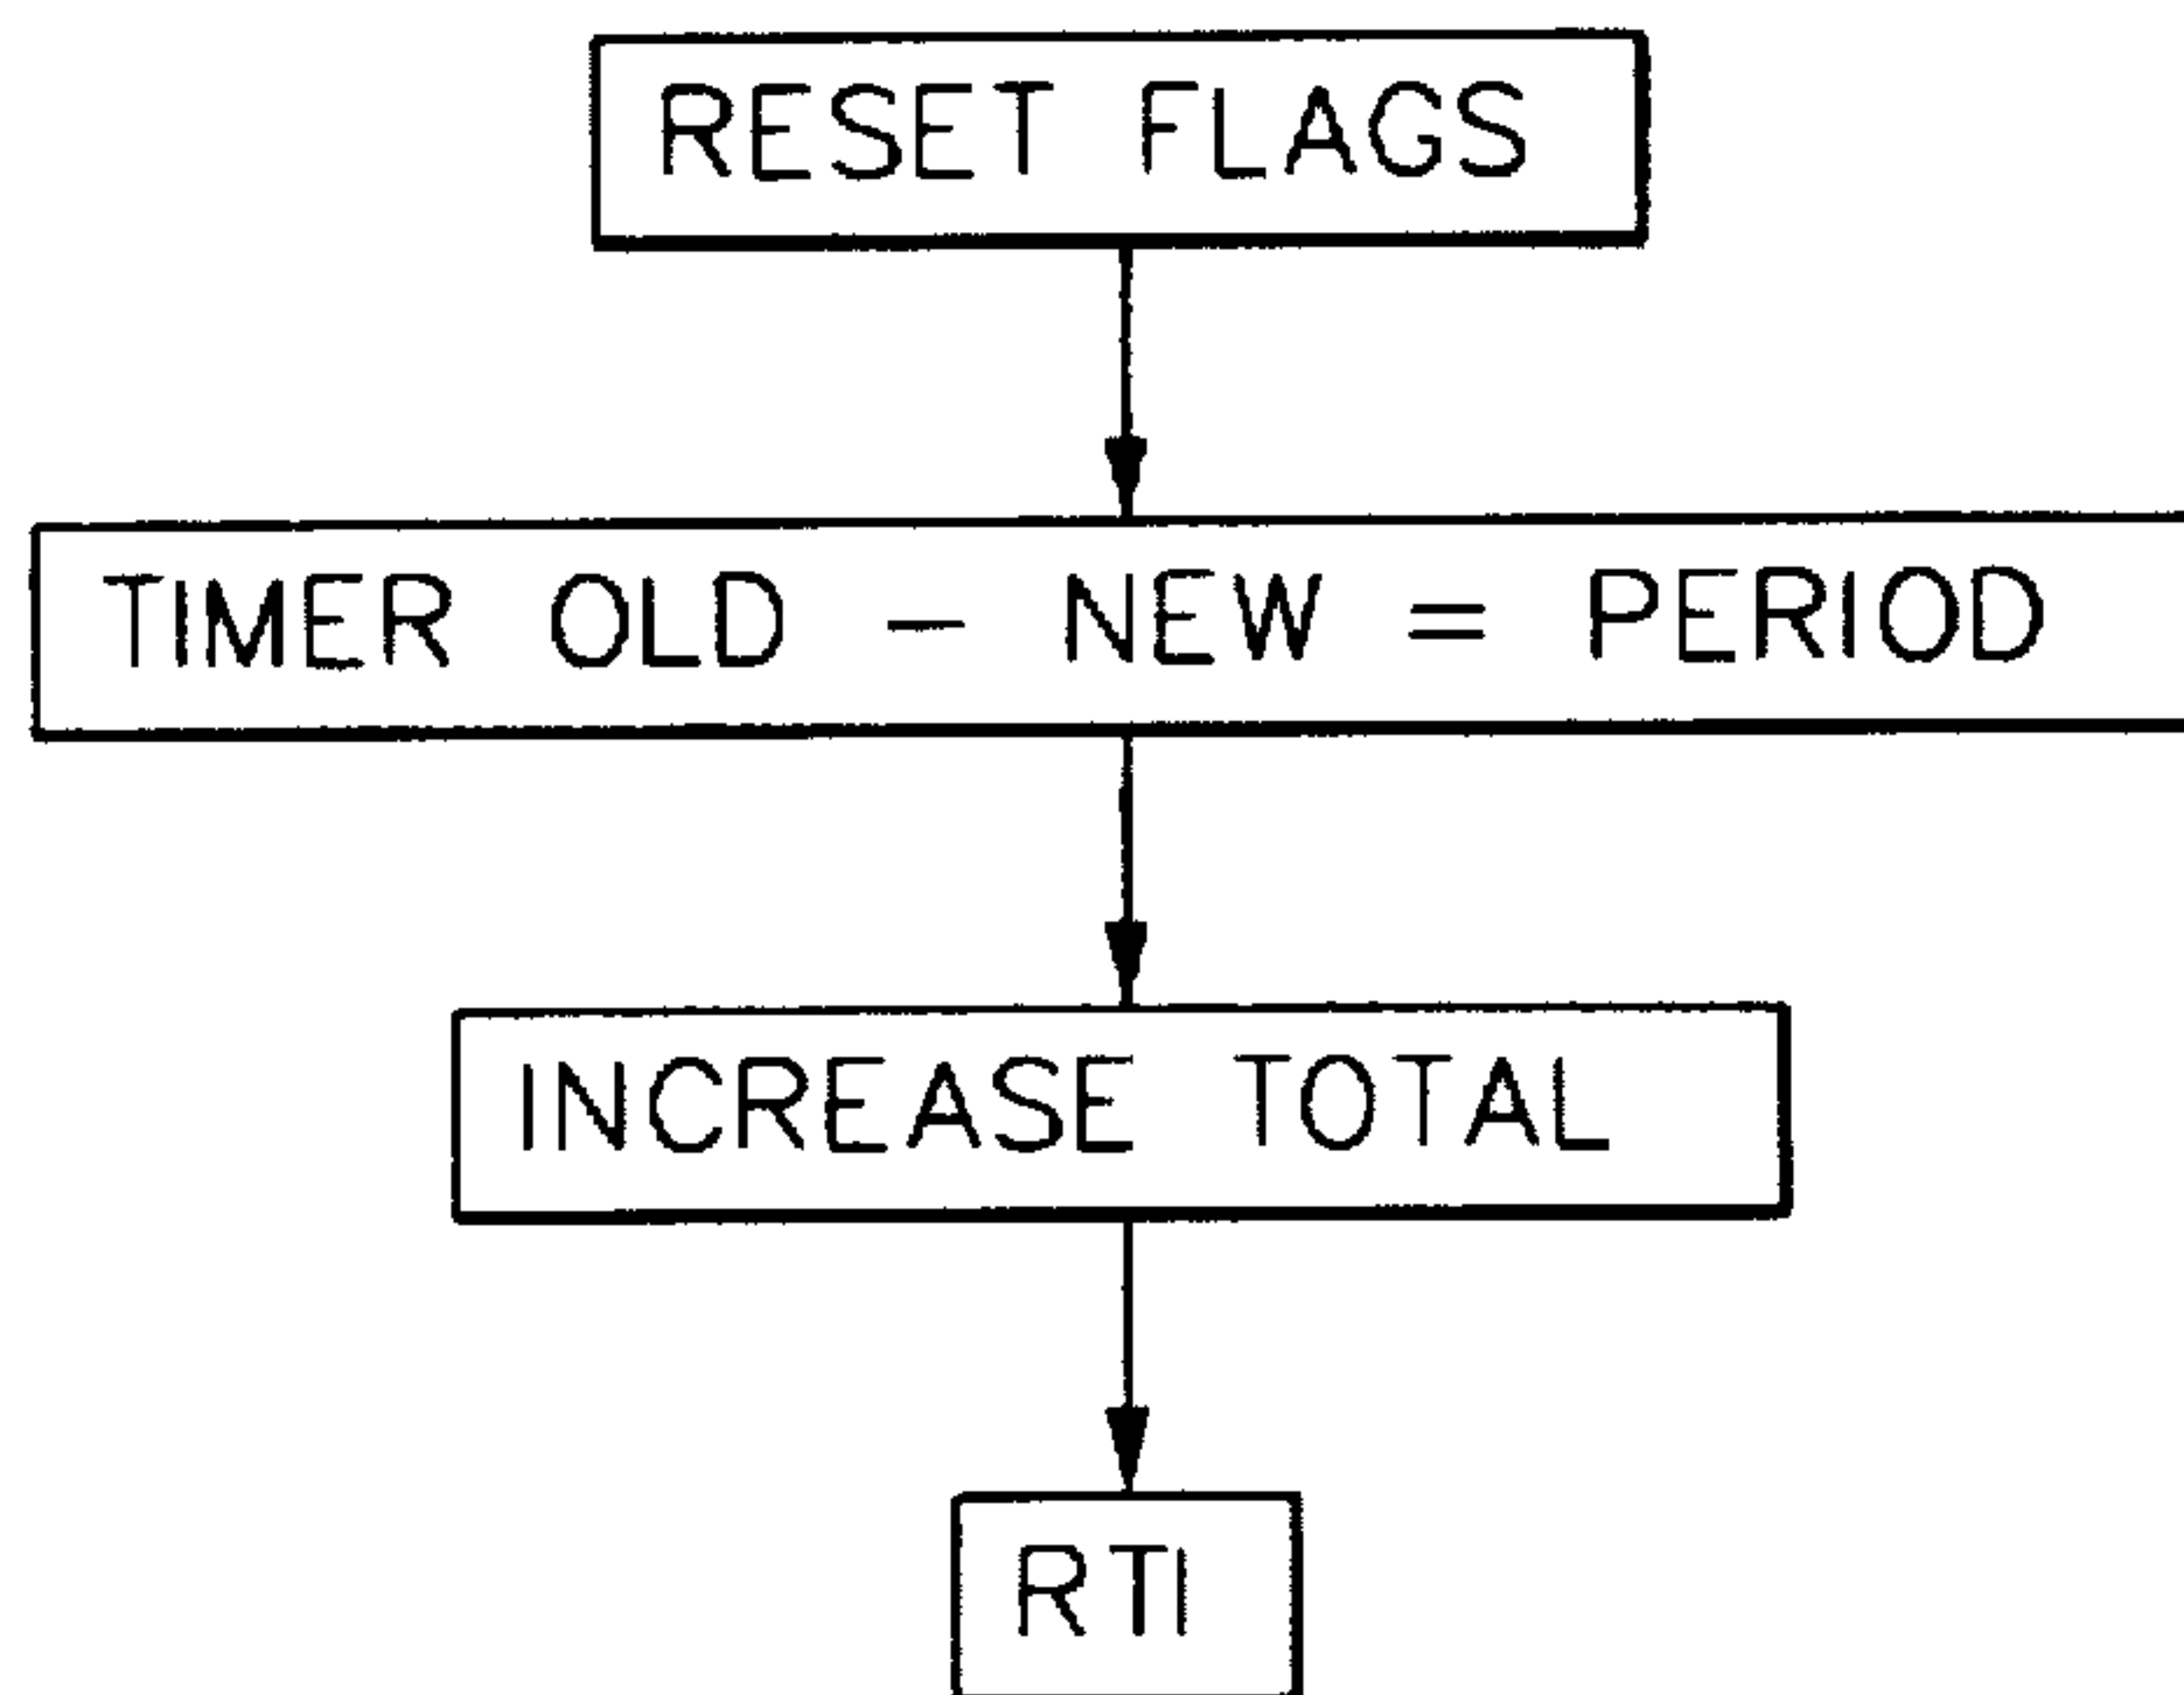 RESET FLAGS
TIMER OLD - NEW = PERIOD
INCREASE TOTAL
RTI